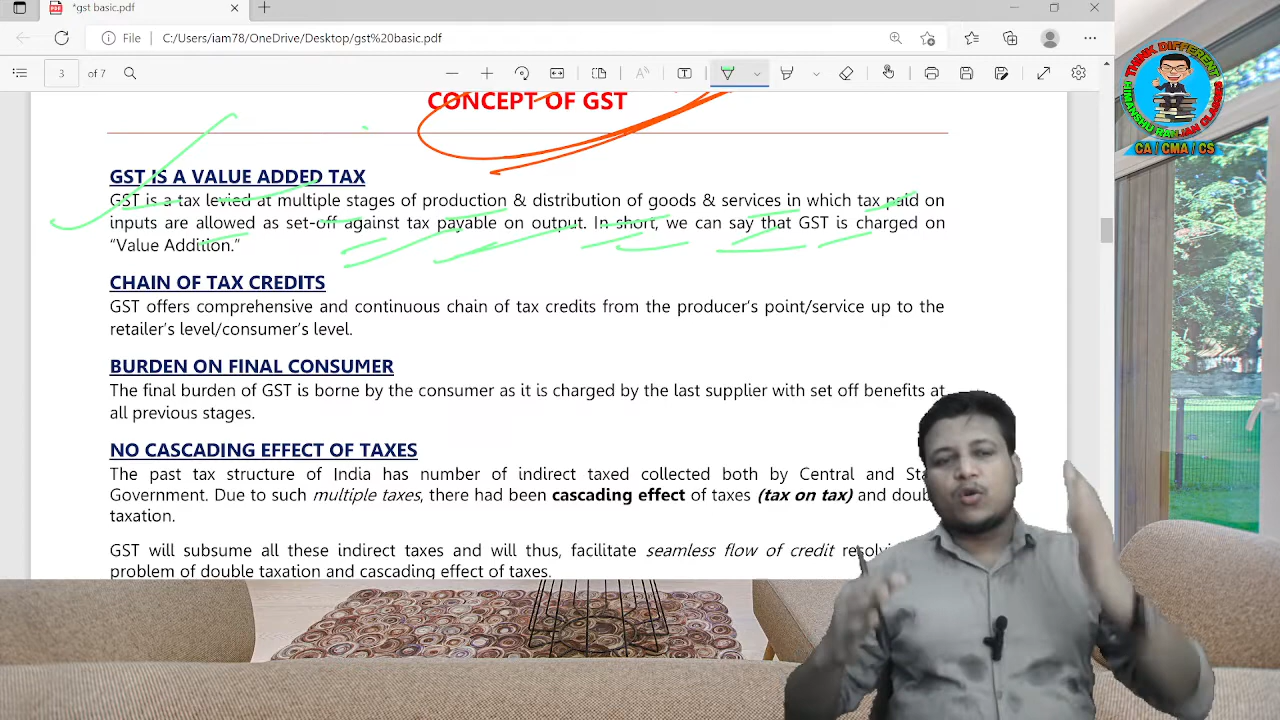 *gst basic.pdf
File
C:/Users/iam78/OneDrive/Desktop/gst%20basic.pdf
3 of 7
CONCEPT OF GST
GST IS A VALUE ADDED TAX
GST is a tax levied at multiple stages of production & distribution of goods & services in which tax paid on
inputs are allowed as set-off against tax payable on output. In short, we can say that GST is charged on
“Value Addition.”
CHAIN OF TAX CREDITS
GST offers comprehensive and continuous chain of tax credits from the producer’s point/service up to the
retailer’s level/consumer’s level.
BURDEN ON FINAL CONSUMER
The final burden of GST is borne by the consumer as it is charged by the last supplier with set off benefits at
all previous stages.
NO CASCADING EFFECT OF TAXES
The past tax structure of India has number of indirect taxed collected both by Central and
Government. Due to such multiple taxes, there had been cascading effect of taxes (tax on tax) and
taxation.
GST will subsume all these indirect taxes and will thus, facilitate seamless flow of credit
problem of double taxation and cascading effect of taxes.
THINK DIFFERENT
HIMANSHU RANJAN CLASSES
CA / CMA / CS